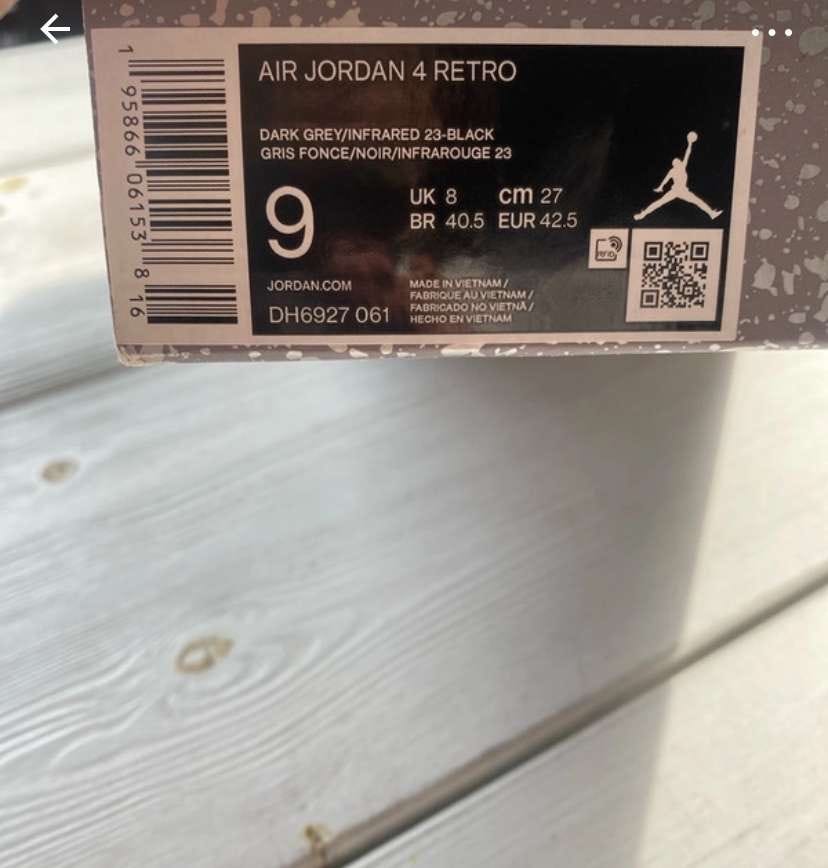 AIR JORDAN 4 RETRO
DARK GREY/INFRARED 23-BLACK
GRIS FONCE/NOIR/INFRAROUGE 23
9
UK 8 cm 27
BR 40.5 EUR 42.5
RFID
JORDAN.COM
DH6927 061
MADE IN VIETNAM /
FABRIQUE AU VIETNAM /
FABRICADO NO VIETNÃ /
HECHO EN VIETNAM
1 95866 06153 8 16